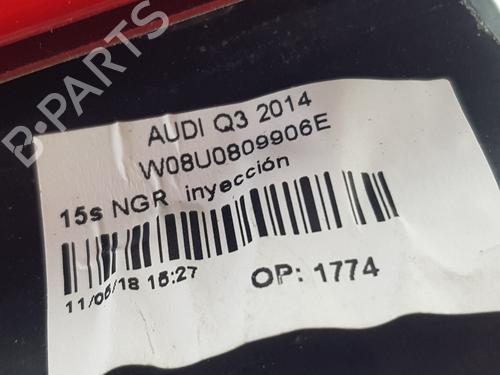 B-PARTS
AUDI Q3 2014
W08U0809906E
15s NGR inyección
11/06/18 15:27
OP: 1774